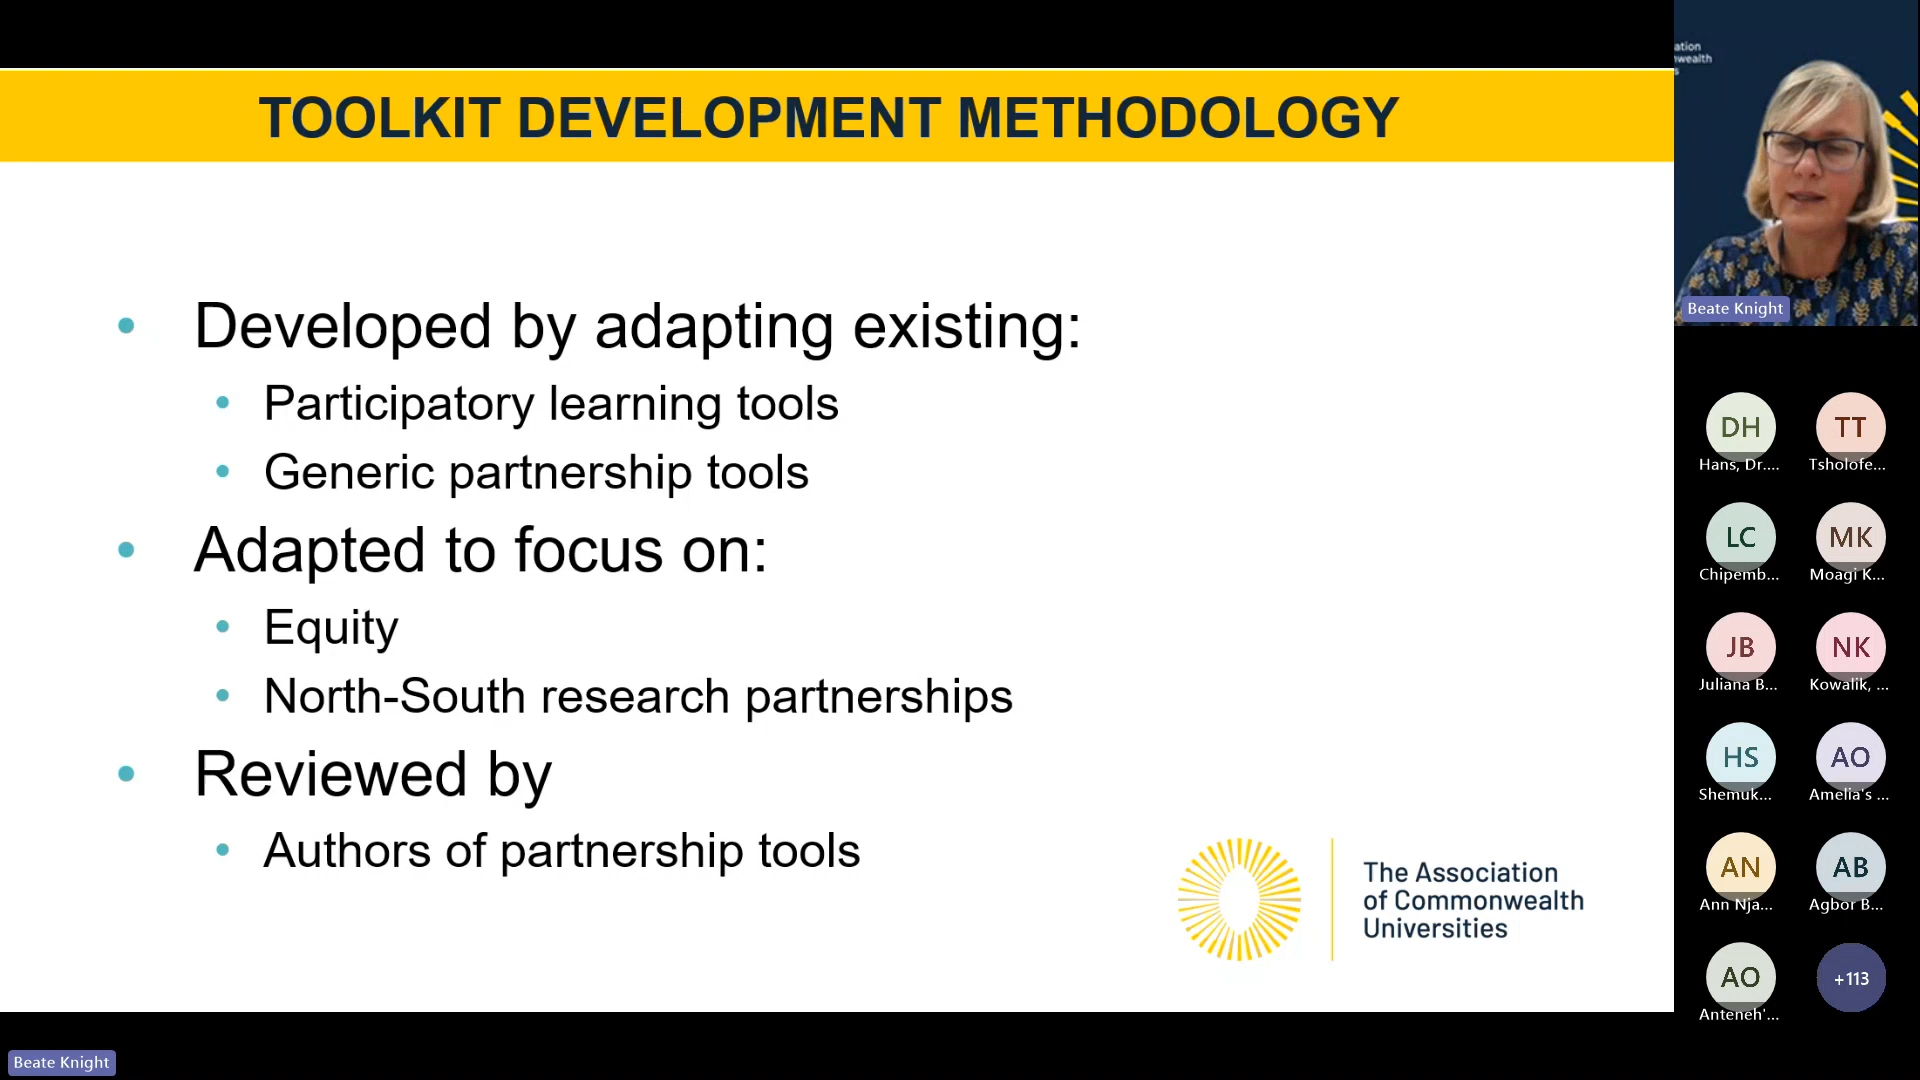 TOOLKIT DEVELOPMENT METHODOLOGY
• Developed by adapting existing:
• Participatory learning tools
• Generic partnership tools
• Adapted to focus on:
• Equity
• North-South research partnerships
• Reviewed by
• Authors of partnership tools
The Association
of Commonwealth
Universities
ation
wealth
s
Beate Knight
DH
Hans, Dr....
TT
Tsholofe...
LC
Chipemb...
MK
Moagi K...
JB
Juliana B...
NK
Kowalik, ...
HS
Shemuk...
AO
Amelia's ...
AN
Ann Nja...
AB
Agbor B...
AO
Anteneh'...
+113
Beate Knight